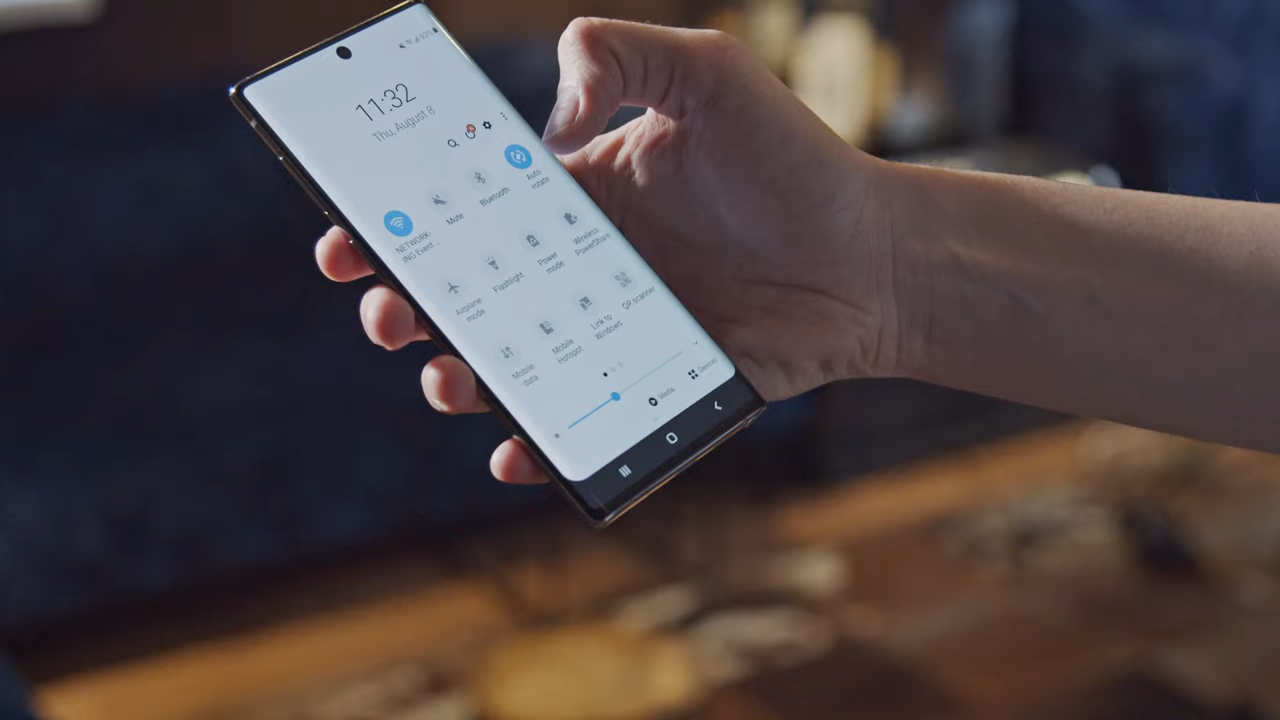 11:32
Thu, August 8
NETWORK-
ING Event ...
Mute
Bluetooth
Auto
rotate
Airplane
mode
Flashlight
Power
mode
Wireless
PowerShare
Mobile
data
Mobile
Hotspot
Link to
Windows
QR scanner
Media
Devices